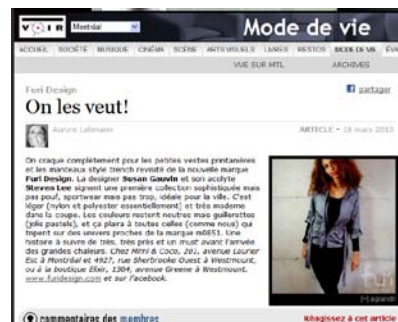 VOIR Montréal Mode de vie
ACCUEIL SOCIÉTÉ MUSIQUE CINÉMA SCÈNE ARTS VISUELS LIVRES RESTOS MODE DE VIE
VUE SUR MTL ARCHIVES
Furi Design partager
On les veut!
Aurore Lehmann ARTICLE - 18 mars 2010
On craque complètement pour les petites vestes printanières
et les manteaux style trench revisité de la nouvelle marque
Furi Design. La designer Susan Gauvin et son acolyte
Steven Lee signent une première collection sophistiquée mais
pas pouf, sportwear mais pas trop, idéale pour la ville. C'est
léger (nylon et polyester essentiellement) et très moderne
dans la coupe. Les couleurs restent neutres mais guillerettes
(jolis pastels), et ça plaira à toutes celles (comme nous) qui
tripent sur des univers proches de la marque m0851. Une
histoire à suivre de très, très près et un must avant l'arrivée
des grandes chaleurs. Chez Mimi & Coco, 201, avenue Laurier
Est à Montréal et 4927, rue Sherbrooke Ouest à Westmount,
ou à la boutique Elixir, 1304, avenue Greene à Westmount.
www.furidesign.com et sur Facebook.
Furi
[+] agrandir
commentaires des membres Réagissez à cet article